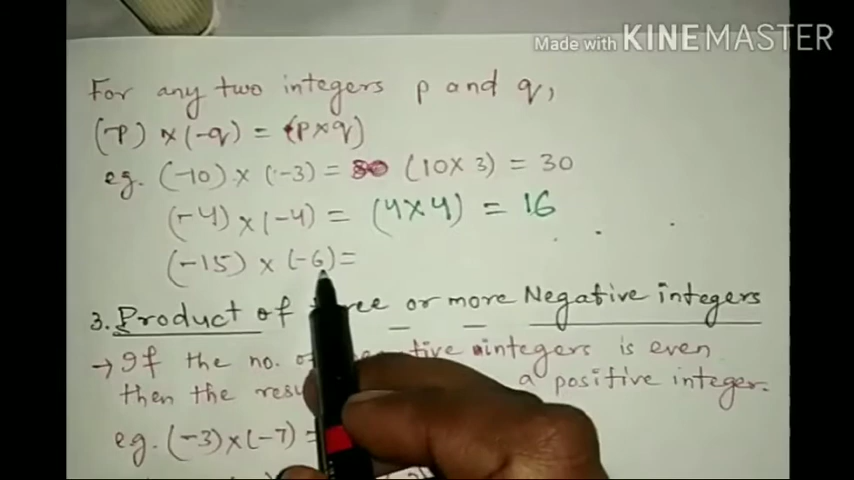 Made with KINEMASTER
For any two integers p and q,
(-p) × (-q) = (p×q)
eg. (-10) × (-3) = (10×3) = 30
(-4) × (-4) = (4×4) = 16
(-15) × (-6) =
3. Product of or more Negative integers
→ If the no. integers is even
then the a positive integer.
eg. (-3)×(-7) =